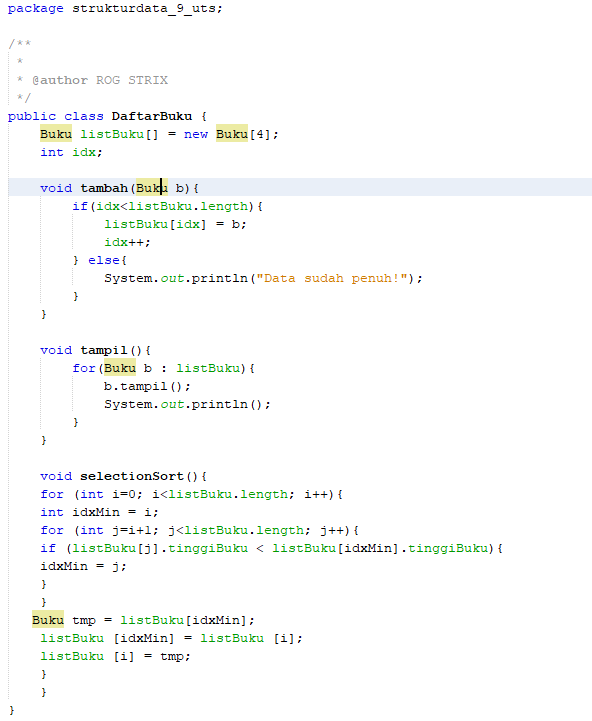 package strukturdata_9_uts;
/**
 *
 * @author ROG STRIX
 */
public class DaftarBuku {
    Buku listBuku[] = new Buku[4];
    int idx;
    void tambah(Buku b){
        if(idx<listBuku.length){
            listBuku[idx] = b;
            idx++;
        } else{
            System.out.println("Data sudah penuh!");
        }
    }
    void tampil(){
        for(Buku b : listBuku){
            b.tampil();
            System.out.println();
        }
    }
    void selectionSort(){
    for (int i=0; i<listBuku.length; i++){
    int idxMin = i;
    for (int j=i+1; j<listBuku.length; j++){
    if (listBuku[j].tinggiBuku < listBuku[idxMin].tinggiBuku){
    idxMin = j;
    }
    }
   Buku tmp = listBuku[idxMin];
    listBuku [idxMin] = listBuku [i];
    listBuku [i] = tmp;
    }
    }
}